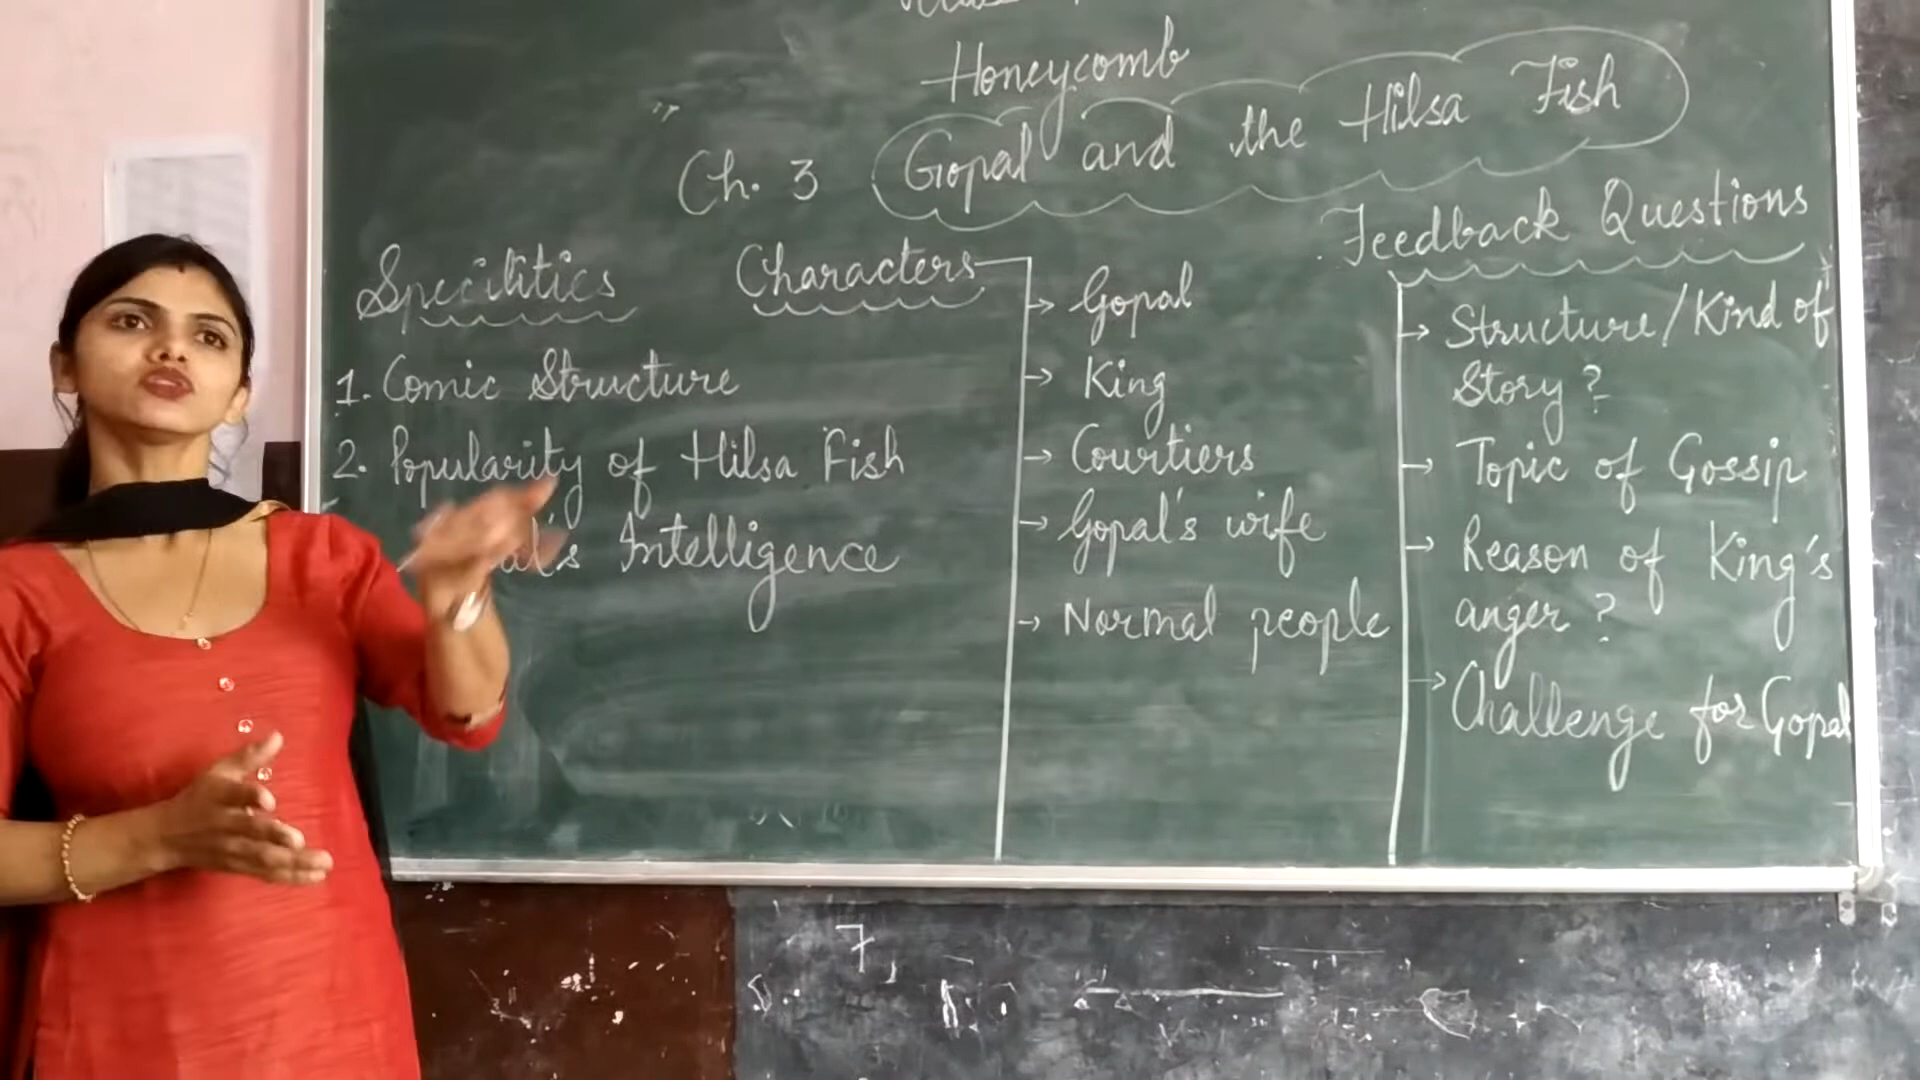 Honeycomb
Ch. 3 Gopal and the Hilsa Fish
Specilities
1. Comic Structure
2. Popularity of Hilsa Fish
Intelligence
Characters
→ Gopal
→ King
→ Courtiers
→ Gopal's wife
→ Normal people
Feedback Questions
→ Structure/Kind of
Story?
→ Topic of Gossip
→ Reason of King's
anger?
→ Challenge for Gopal
7